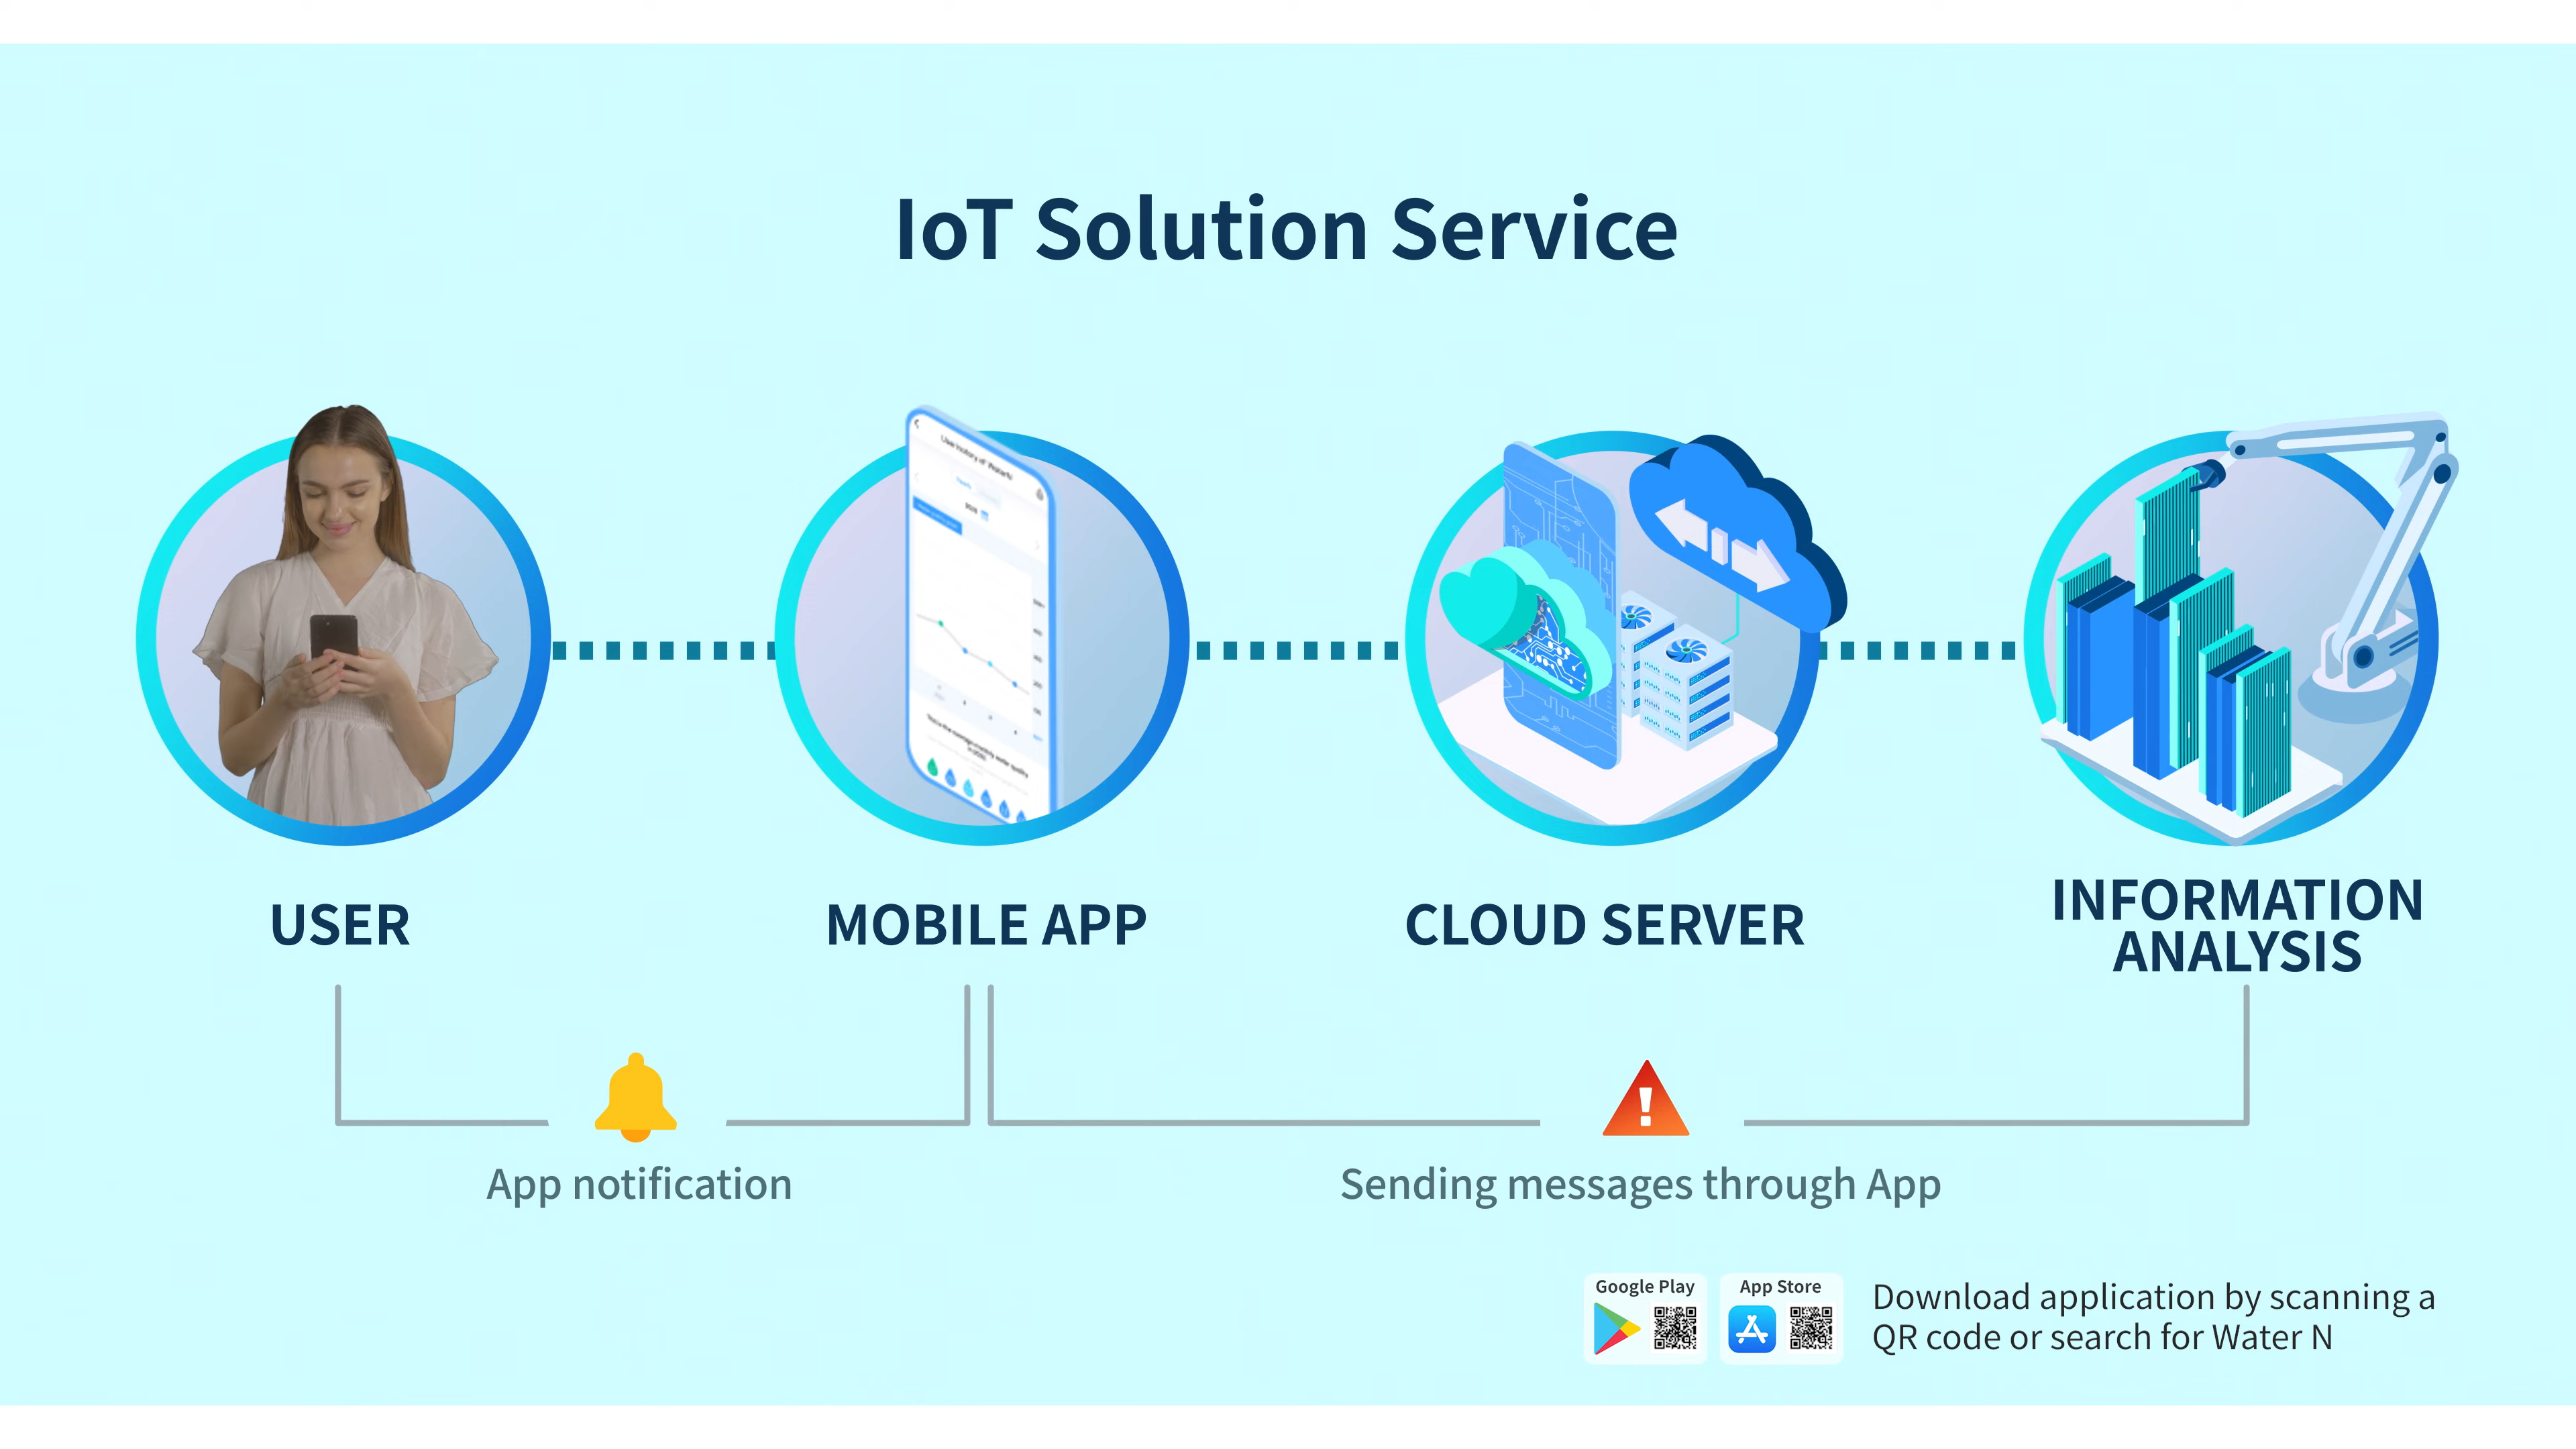 IoT Solution Service
USER
MOBILE APP
CLOUD SERVER
INFORMATION
ANALYSIS
App notification
Sending messages through App
Google Play
App Store
Download application by scanning a
QR code or search for Water N